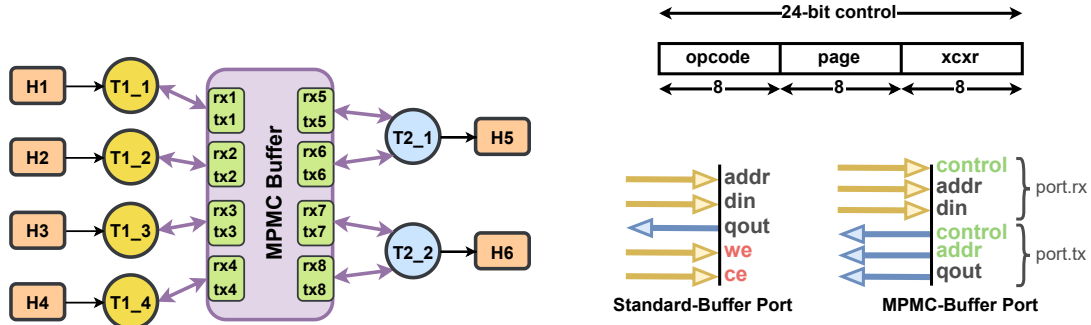 H1
T1_1
H2
T1_2
H3
T1_3
H4
T1_4
rx1
tx1
rx2
tx2
rx3
tx3
rx4
tx4
MPMC Buffer
rx5
tx5
rx6
tx6
rx7
tx7
rx8
tx8
T2_1
H5
T2_2
H6
24-bit control
opcode
page
xcxr
8
8
8
addr
din
qout
we
ce
Standard-Buffer Port
control
addr
din
port.rx
control
addr
qout
port.tx
MPMC-Buffer Port